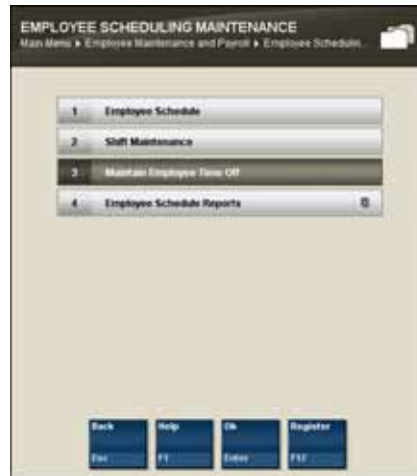 EMPLOYEE SCHEDULING MAINTENANCE
Main Menu ▸ Employee Maintenance and Payroll ▸ Employee Schedulin...
1 Employee Schedule
2 Shift Maintenance
3 Maintain Employee Time Off
4 Employee Schedule Reports
Back Help Ok Register
Esc F1 Enter F12